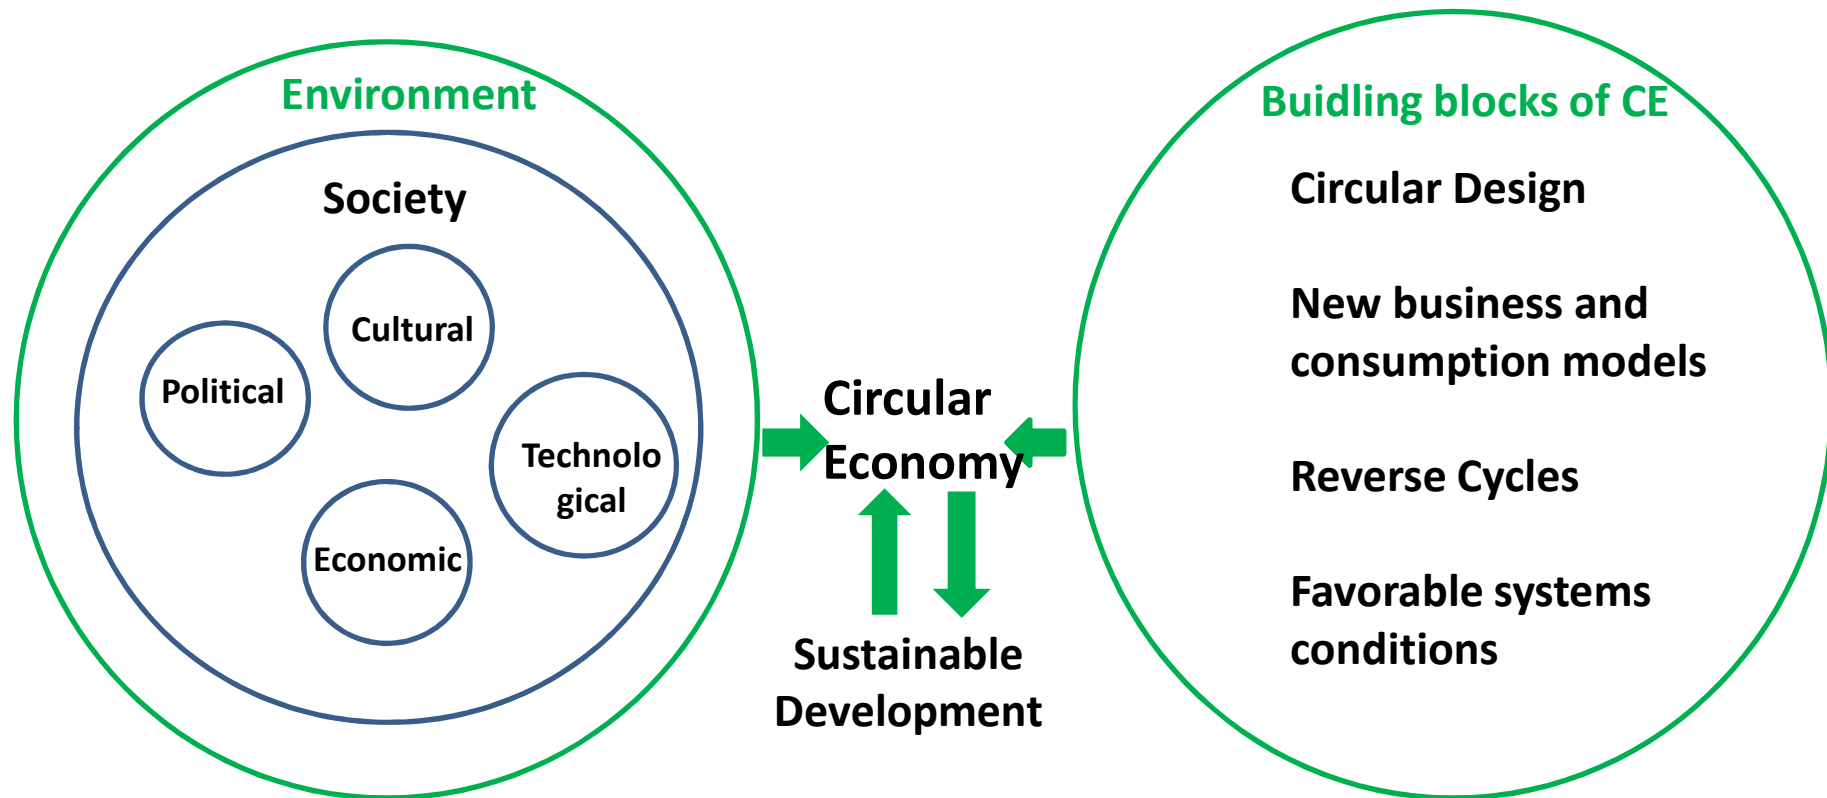 Environment
Society
Cultural
Political
Technolo
gical
Economic
Circular
Economy
Sustainable
Development
Buidling blocks of CE
Circular Design
New business and
consumption models
Reverse Cycles
Favorable systems
conditions